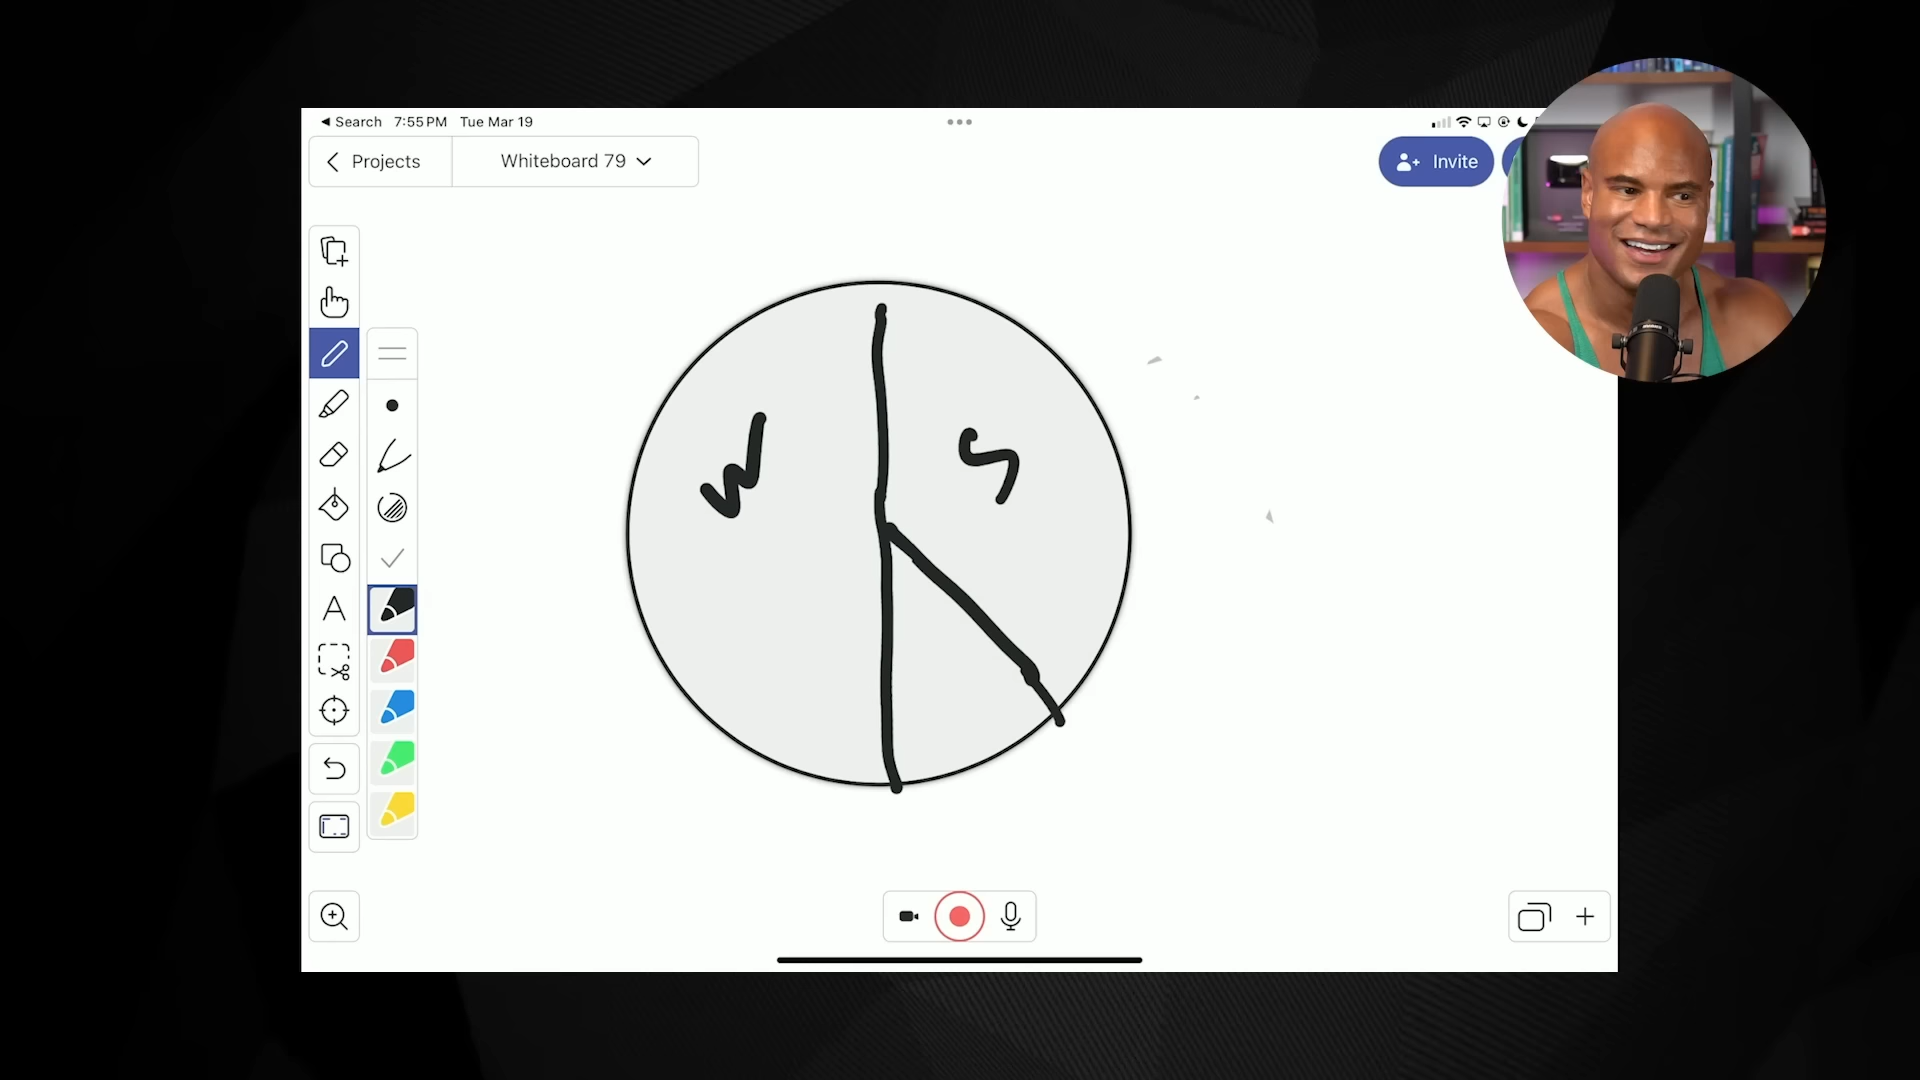 Search 7:55 PM Tue Mar 19
Projects
Whiteboard 79
Invite
W
S
A